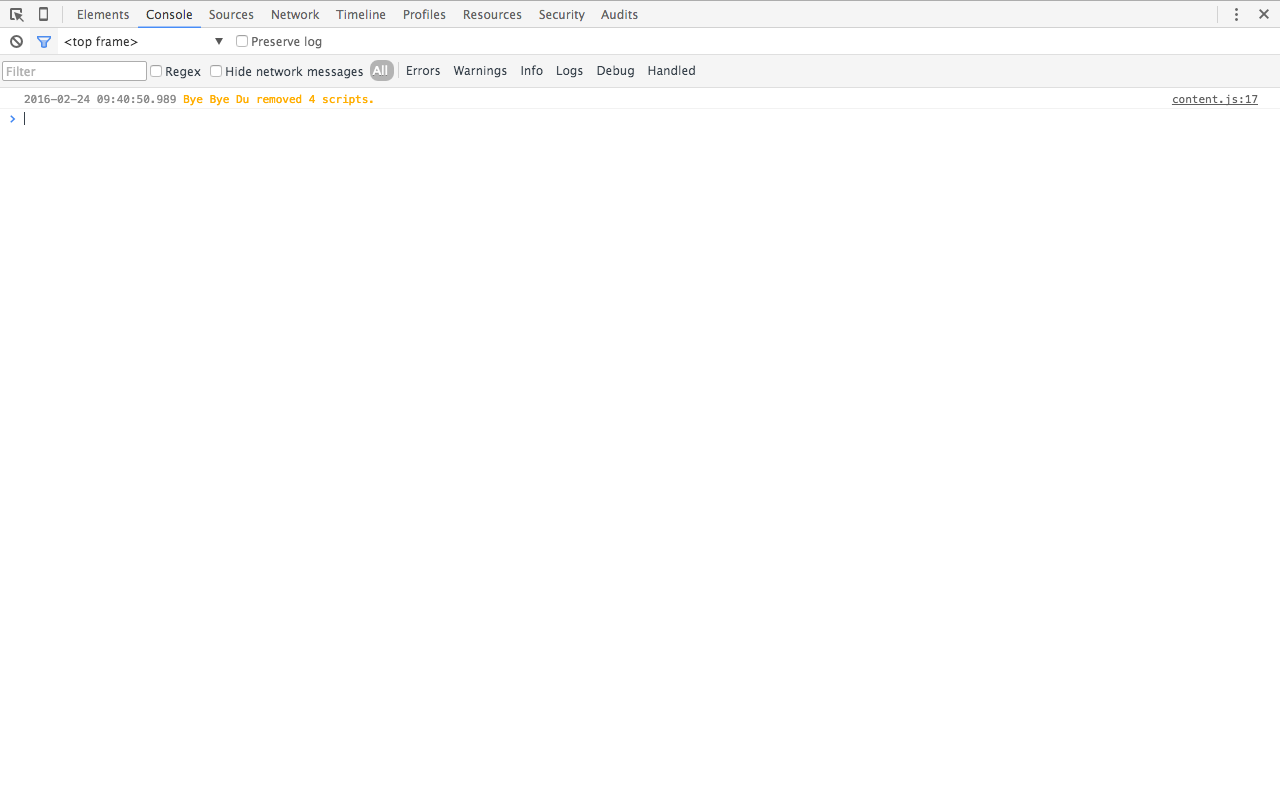 Elements Console Sources Network Timeline Profiles Resources Security Audits
<top frame> Preserve log
Filter Regex Hide network messages All Errors Warnings Info Logs Debug Handled
2016-02-24 09:40:50.989 Bye Bye Du removed 4 scripts. content.js:17